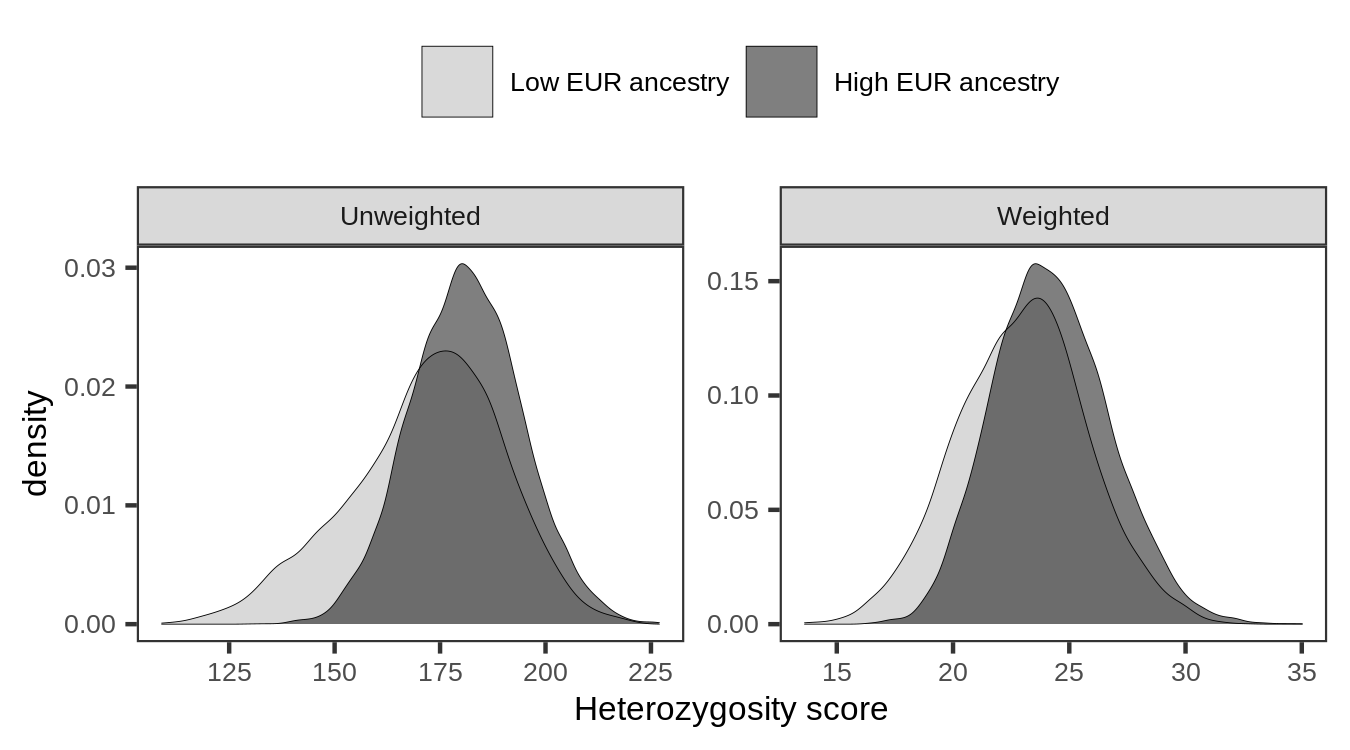 Low EUR ancestry High EUR ancestry
Unweighted Weighted
0.03
0.02
0.01
0.00
0.15
0.10
0.05
0.00
density
125 150 175 200 225
15 20 25 30 35
Heterozygosity score